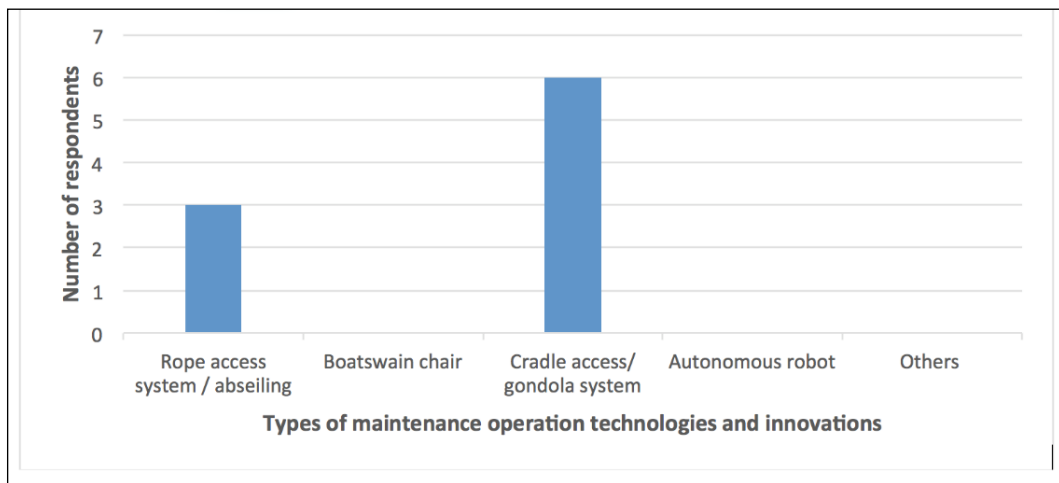 Number of respondents
7
6
5
4
3
2
1
0
Rope access
system / abseiling
Boatswain chair
Cradle access/
gondola system
Autonomous robot
Others
Types of maintenance operation technologies and innovations